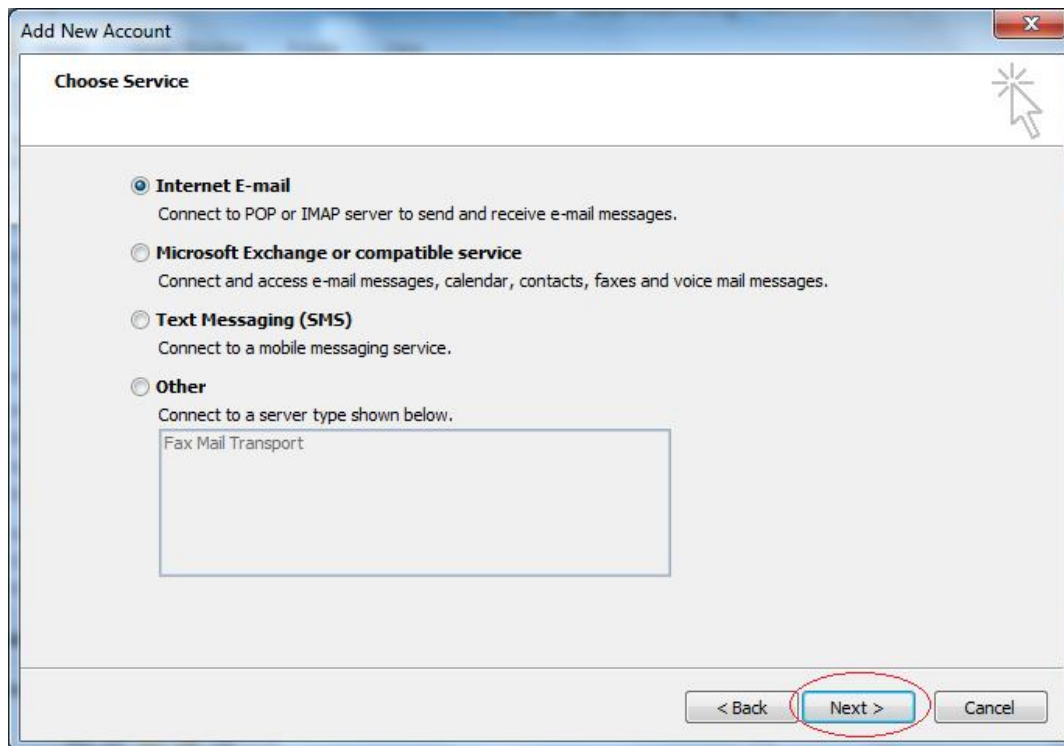 Add New Account
Choose Service
Internet E-mail
Connect to POP or IMAP server to send and receive e-mail messages.
Microsoft Exchange or compatible service
Connect and access e-mail messages, calendar, contacts, faxes and voice mail messages.
Text Messaging (SMS)
Connect to a mobile messaging service.
Other
Connect to a server type shown below.
Fax Mail Transport
< Back Next > Cancel